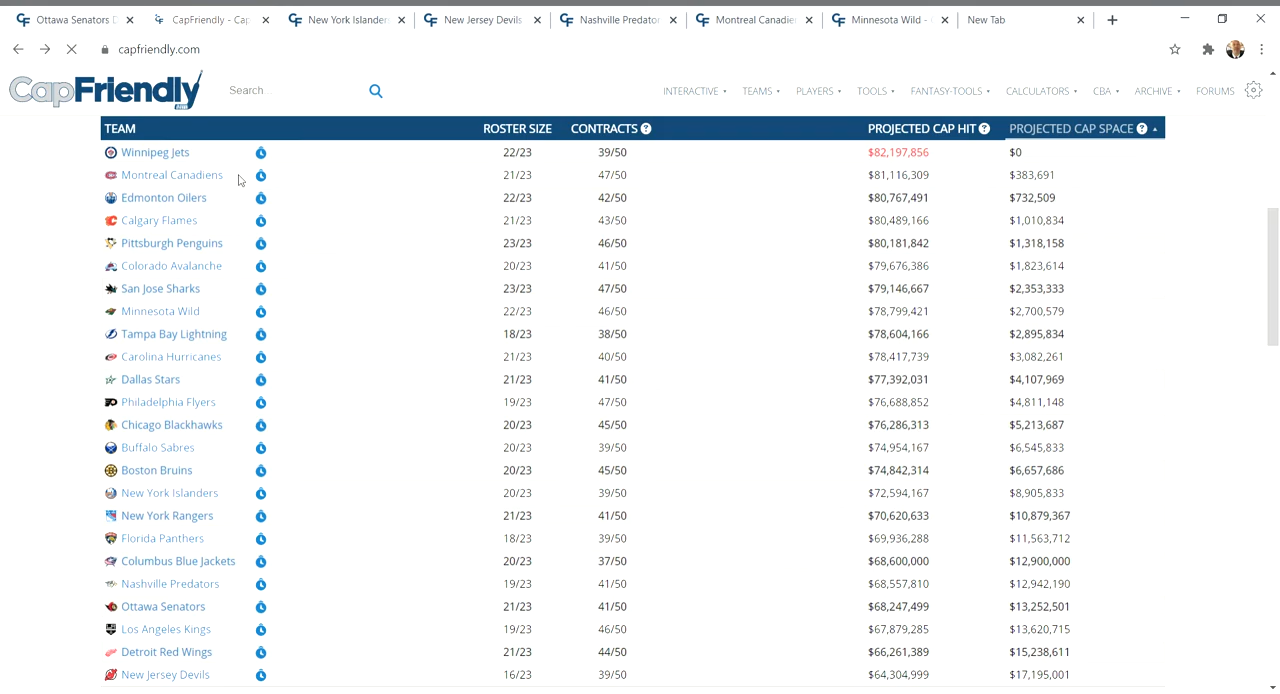 Ottawa Senators D
CapFriendly - Cap
New York Islander
New Jersey Devils
Nashville Predator
Montreal Canadien
Minnesota Wild -
New Tab
capfriendly.com
CapFriendly
Search...
INTERACTIVE TEAMS PLAYERS TOOLS FANTASY-TOOLS CALCULATORS CBA ARCHIVE FORUMS
TEAM ROSTER SIZE CONTRACTS ? PROJECTED CAP HIT ? PROJECTED CAP SPACE ?
Winnipeg Jets 22/23 39/50 $82,197,856 $0
Montreal Canadiens 21/23 47/50 $81,116,309 $383,691
Edmonton Oilers 22/23 42/50 $80,767,491 $732,509
Calgary Flames 21/23 43/50 $80,489,166 $1,010,834
Pittsburgh Penguins 23/23 46/50 $80,181,842 $1,318,158
Colorado Avalanche 20/23 41/50 $79,676,386 $1,823,614
San Jose Sharks 23/23 47/50 $79,146,667 $2,353,333
Minnesota Wild 22/23 46/50 $78,799,421 $2,700,579
Tampa Bay Lightning 18/23 38/50 $78,604,166 $2,895,834
Carolina Hurricanes 21/23 40/50 $78,417,739 $3,082,261
Dallas Stars 21/23 41/50 $77,392,031 $4,107,969
Philadelphia Flyers 19/23 47/50 $76,688,852 $4,811,148
Chicago Blackhawks 20/23 45/50 $76,286,313 $5,213,687
Buffalo Sabres 20/23 39/50 $74,954,167 $6,545,833
Boston Bruins 20/23 45/50 $74,842,314 $6,657,686
New York Islanders 20/23 39/50 $72,594,167 $8,905,833
New York Rangers 21/23 41/50 $70,620,633 $10,879,367
Florida Panthers 18/23 39/50 $69,936,288 $11,563,712
Columbus Blue Jackets 20/23 37/50 $68,600,000 $12,900,000
Nashville Predators 19/23 41/50 $68,557,810 $12,942,190
Ottawa Senators 21/23 41/50 $68,247,499 $13,252,501
Los Angeles Kings 19/23 46/50 $67,879,285 $13,620,715
Detroit Red Wings 21/23 44/50 $66,261,389 $15,238,611
New Jersey Devils 16/23 39/50 $64,304,999 $17,195,001